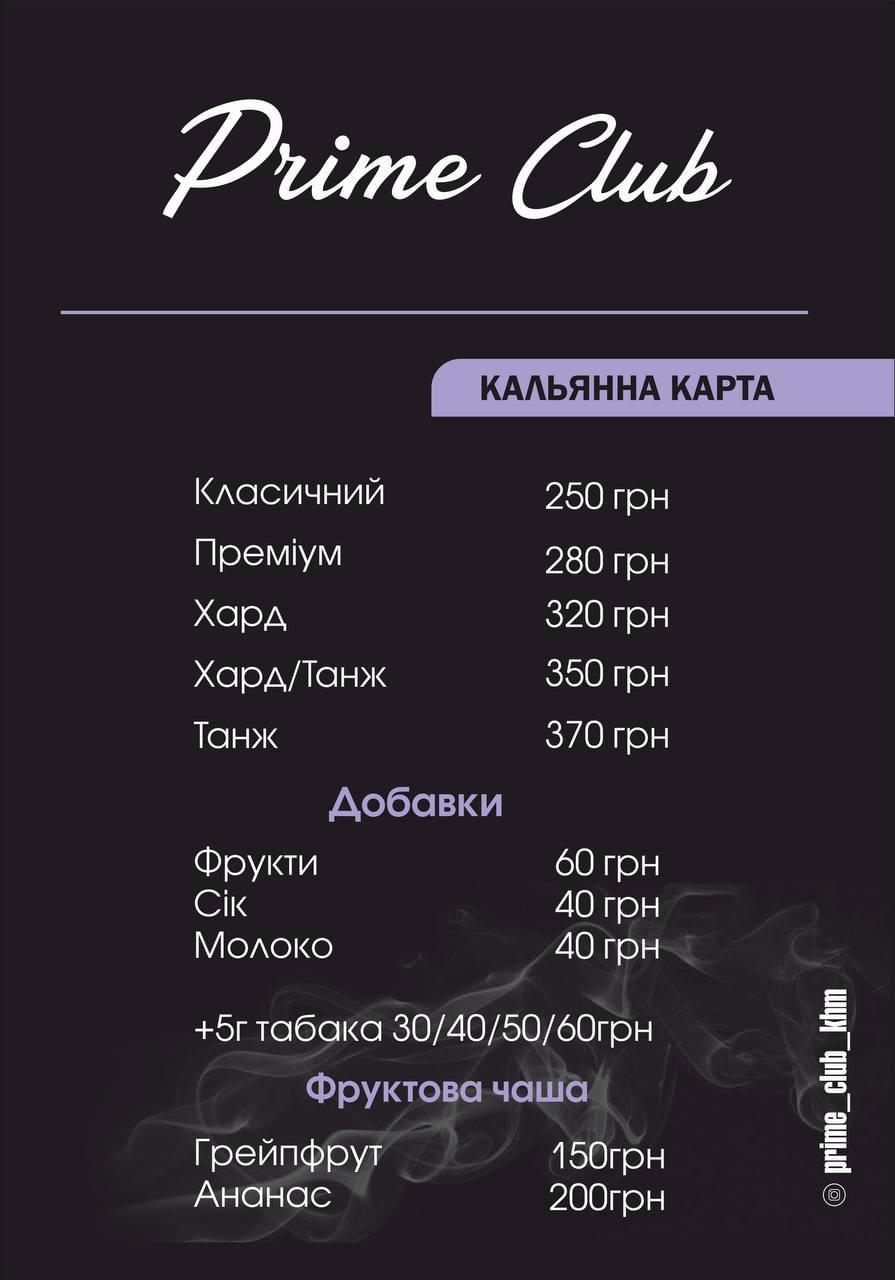 Prime Club
КАЛЬЯННА КАРТА
Класичний 250 грн
Преміум 280 грн
Хард 320 грн
Хард/Танж 350 грн
Танж 370 грн
Добавки
Фрукти 60 грн
Сік 40 грн
Молоко 40 грн
+5г табака 30/40/50/60грн
Фруктова чаша
Грейпфрут 150грн
Ананас 200грн
prime_club_khm